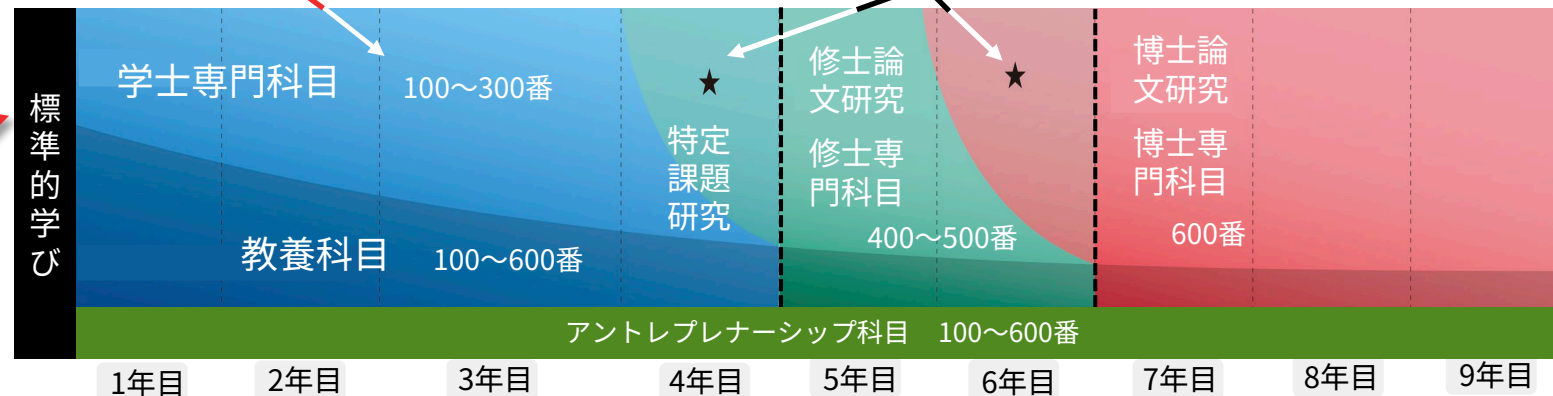 標準的学び
学士専門科目 100～300番
教養科目 100～600番
★
特定
課題
研究
修士論
文研究
修士専
門科目
400～500番
★
博士論
文研究
博士専
門科目
600番
アントレプレナーシップ科目 100～600番
1年目 2年目 3年目 4年目 5年目 6年目 7年目 8年目 9年目